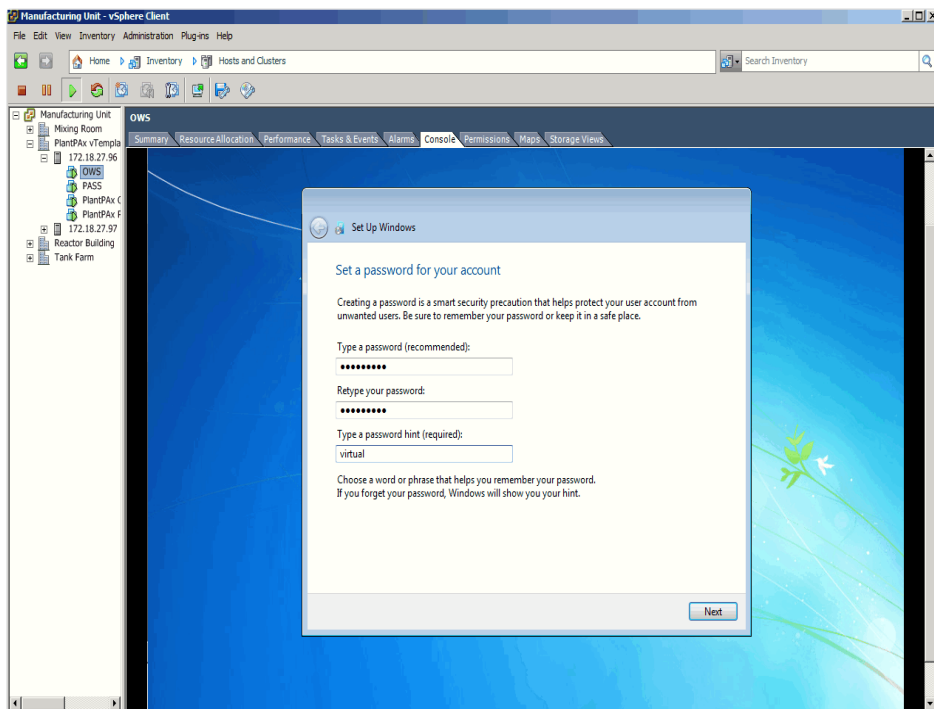 Manufacturing Unit - vSphere Client
File Edit View Inventory Administration Plug-ins Help
Home Inventory Hosts and Clusters
Search Inventory
Manufacturing Unit
Mixing Room
PlantPAx vTempla
172.18.27.96
OWS
PASS
PlantPAx
PlantPAx
172.18.27.97
Reactor Building
Tank Farm
OWS
Summary Resource Allocation Performance Tasks & Events Alarms Console Permissions Maps Storage Views
Set Up Windows
Set a password for your account
Creating a password is a smart security precaution that helps protect your user account from
unwanted users. Be sure to remember your password or keep it in a safe place.
Type a password (recommended):
•••••••••
Retype your password:
•••••••••
Type a password hint (required):
virtual
Choose a word or phrase that helps you remember your password.
If you forget your password, Windows will show you your hint.
Next